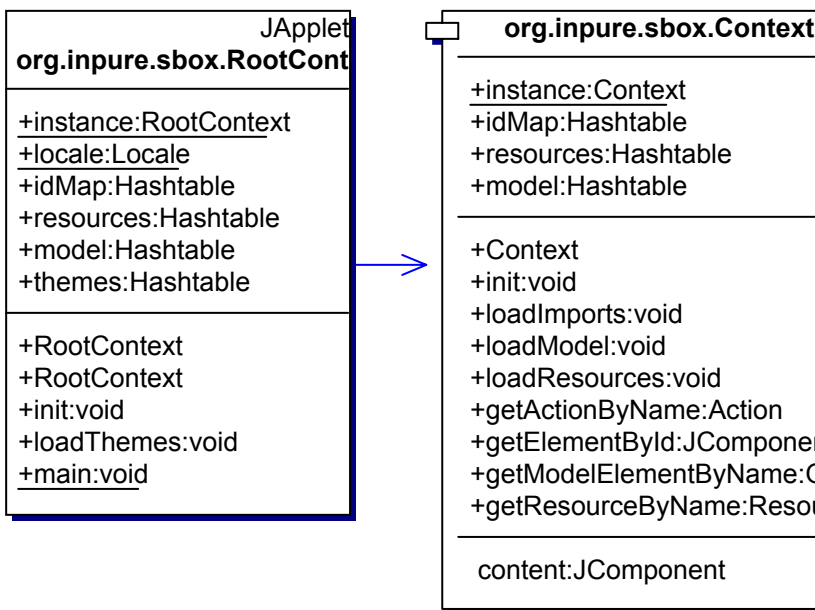 JApplet
org.inpure.sbox.RootCont
+instance:RootContext
+locale:Locale
+idMap:Hashtable
+resources:Hashtable
+model:Hashtable
+themes:Hashtable
+RootContext
+RootContext
+init:void
+loadThemes:void
+main:void
org.inpure.sbox.Context
+instance:Context
+idMap:Hashtable
+resources:Hashtable
+model:Hashtable
+Context
+init:void
+loadImports:void
+loadModel:void
+loadResources:void
+getActionByName:Action
+getElementById:JCompone
+getModelElementByName:
+getResourceByName:Reso
content:JComponent